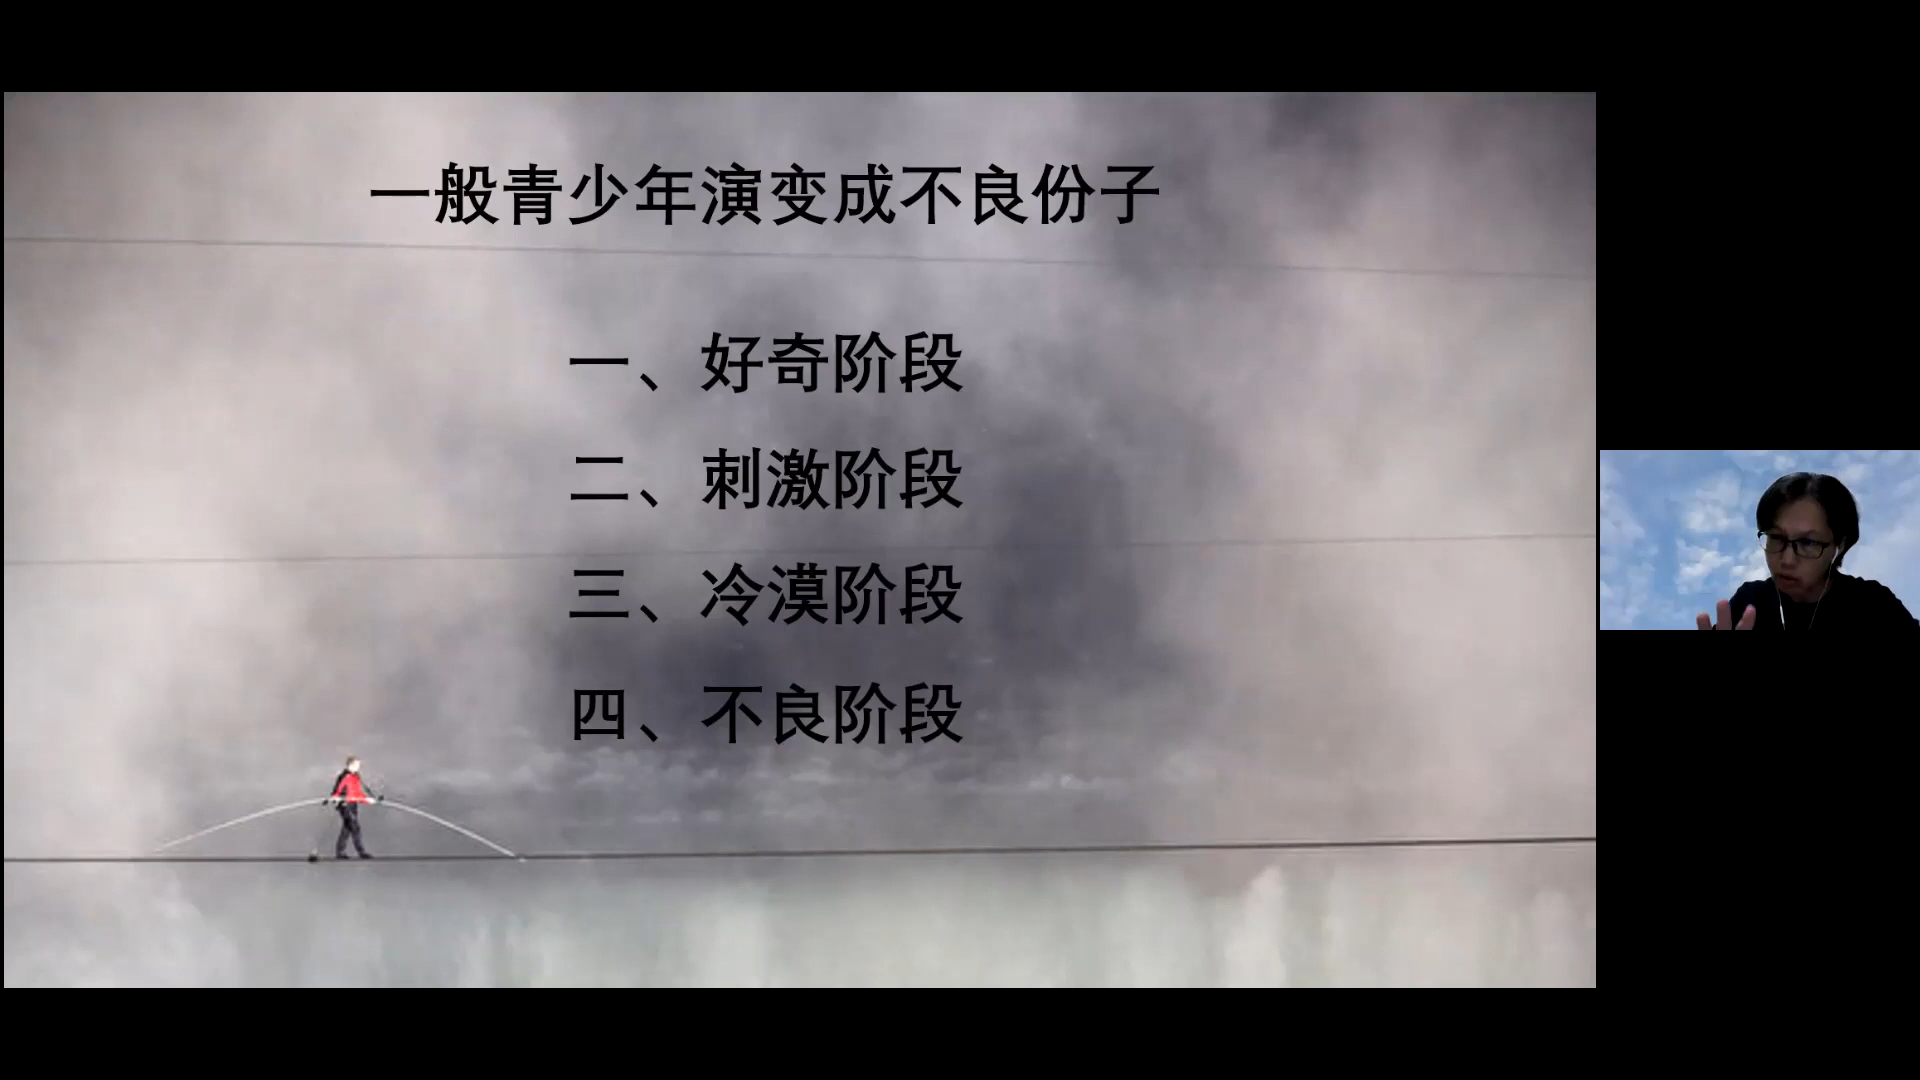 一般青少年演变成不良份子
一、好奇阶段
二、刺激阶段
三、冷漠阶段
四、不良阶段